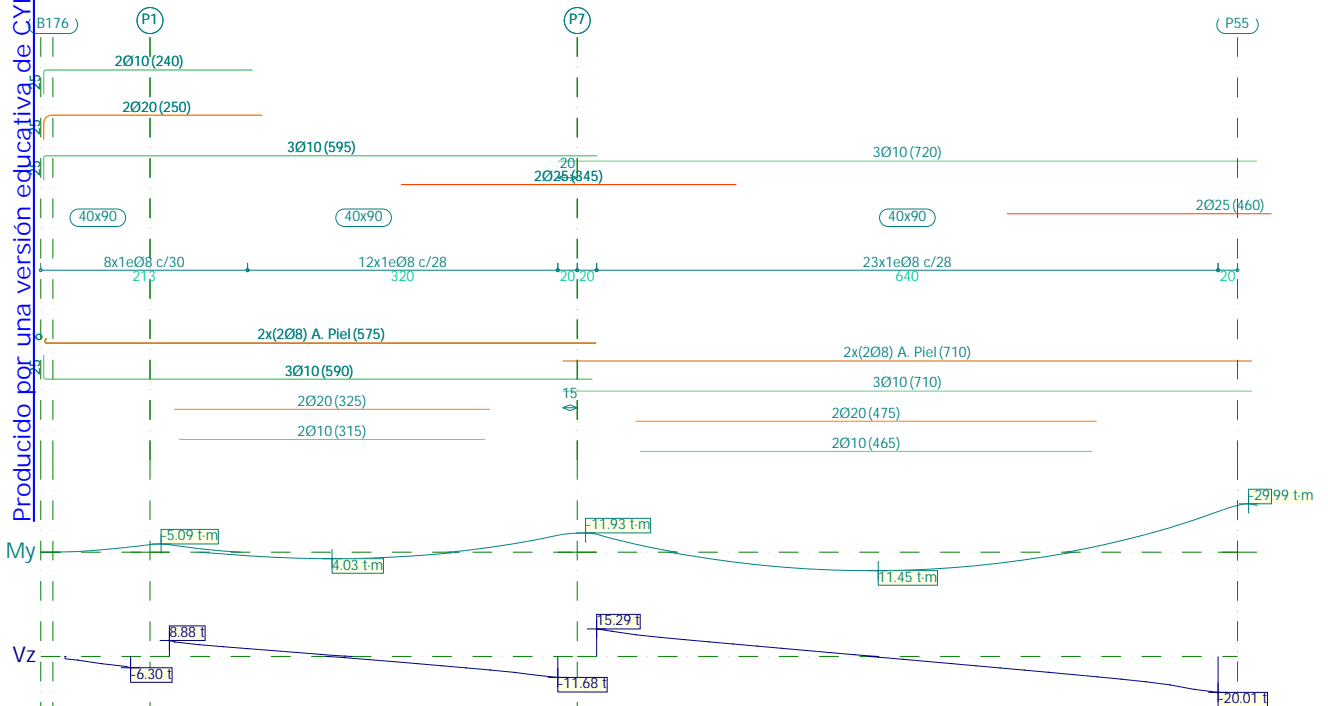 Producido por una versión educativa de CYP
B176
P1
P7
P55
2Ø10 (240)
25
2Ø20 (250)
25
3Ø10 (595)
25
3Ø10 (720)
20
2Ø25 (345)
2Ø25 (460)
40x90
40x90
40x90
8x1eØ8 c/30
12x1eØ8 c/28
23x1eØ8 c/28
213
320
20
20
640
20
2x(2Ø8) A. Piel (575)
2x(2Ø8) A. Piel (710)
3Ø10 (590)
3Ø10 (710)
15
2Ø20 (325)
2Ø20 (475)
2Ø10 (315)
2Ø10 (465)
-29.99 t·m
-5.09 t·m
-11.93 t·m
My
4.03 t·m
11.45 t·m
8.88 t
15.29 t
Vz
-6.30 t
-11.68 t
-20.01 t